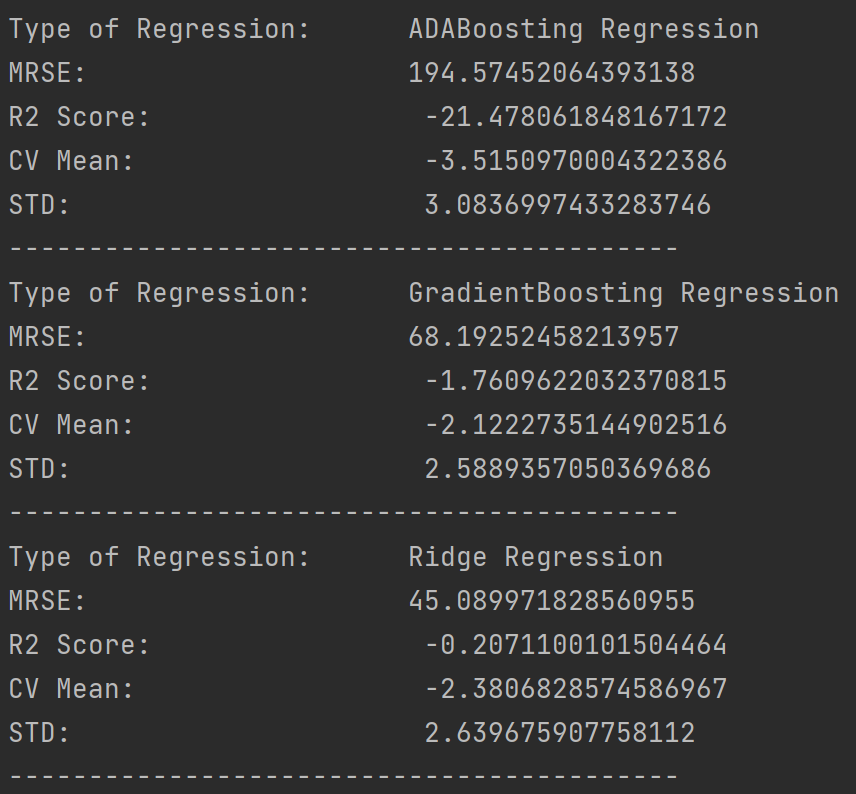 Type of Regression:      ADABoosting Regression
MRSE:                    194.57452064393138
R2 Score:                 -21.478061848167172
CV Mean:                  -3.5150970004322386
STD:                      3.0836997433283746
------------------------------------------
Type of Regression:      GradientBoosting Regression
MRSE:                    68.19252458213957
R2 Score:                 -1.7609622032370815
CV Mean:                  -2.1222735144902516
STD:                      2.5889357050369686
------------------------------------------
Type of Regression:      Ridge Regression
MRSE:                    45.089971828560955
R2 Score:                 -0.2071100101504464
CV Mean:                  -2.3806828574586967
STD:                      2.639675907758112
------------------------------------------